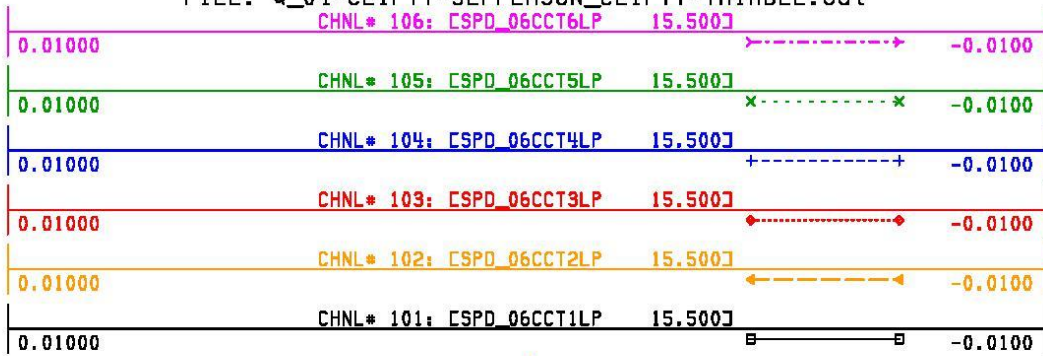 CHNL# 106: [SPD_06CCT6LP 15.500]
0.01000 -0.0100
CHNL# 105: [SPD_06CCT5LP 15.500]
0.01000 -0.0100
CHNL# 104: [SPD_06CCT4LP 15.500]
0.01000 -0.0100
CHNL# 103: [SPD_06CCT3LP 15.500]
0.01000 -0.0100
CHNL# 102: [SPD_06CCT2LP 15.500]
0.01000 -0.0100
CHNL# 101: [SPD_06CCT1LP 15.500]
0.01000 -0.0100